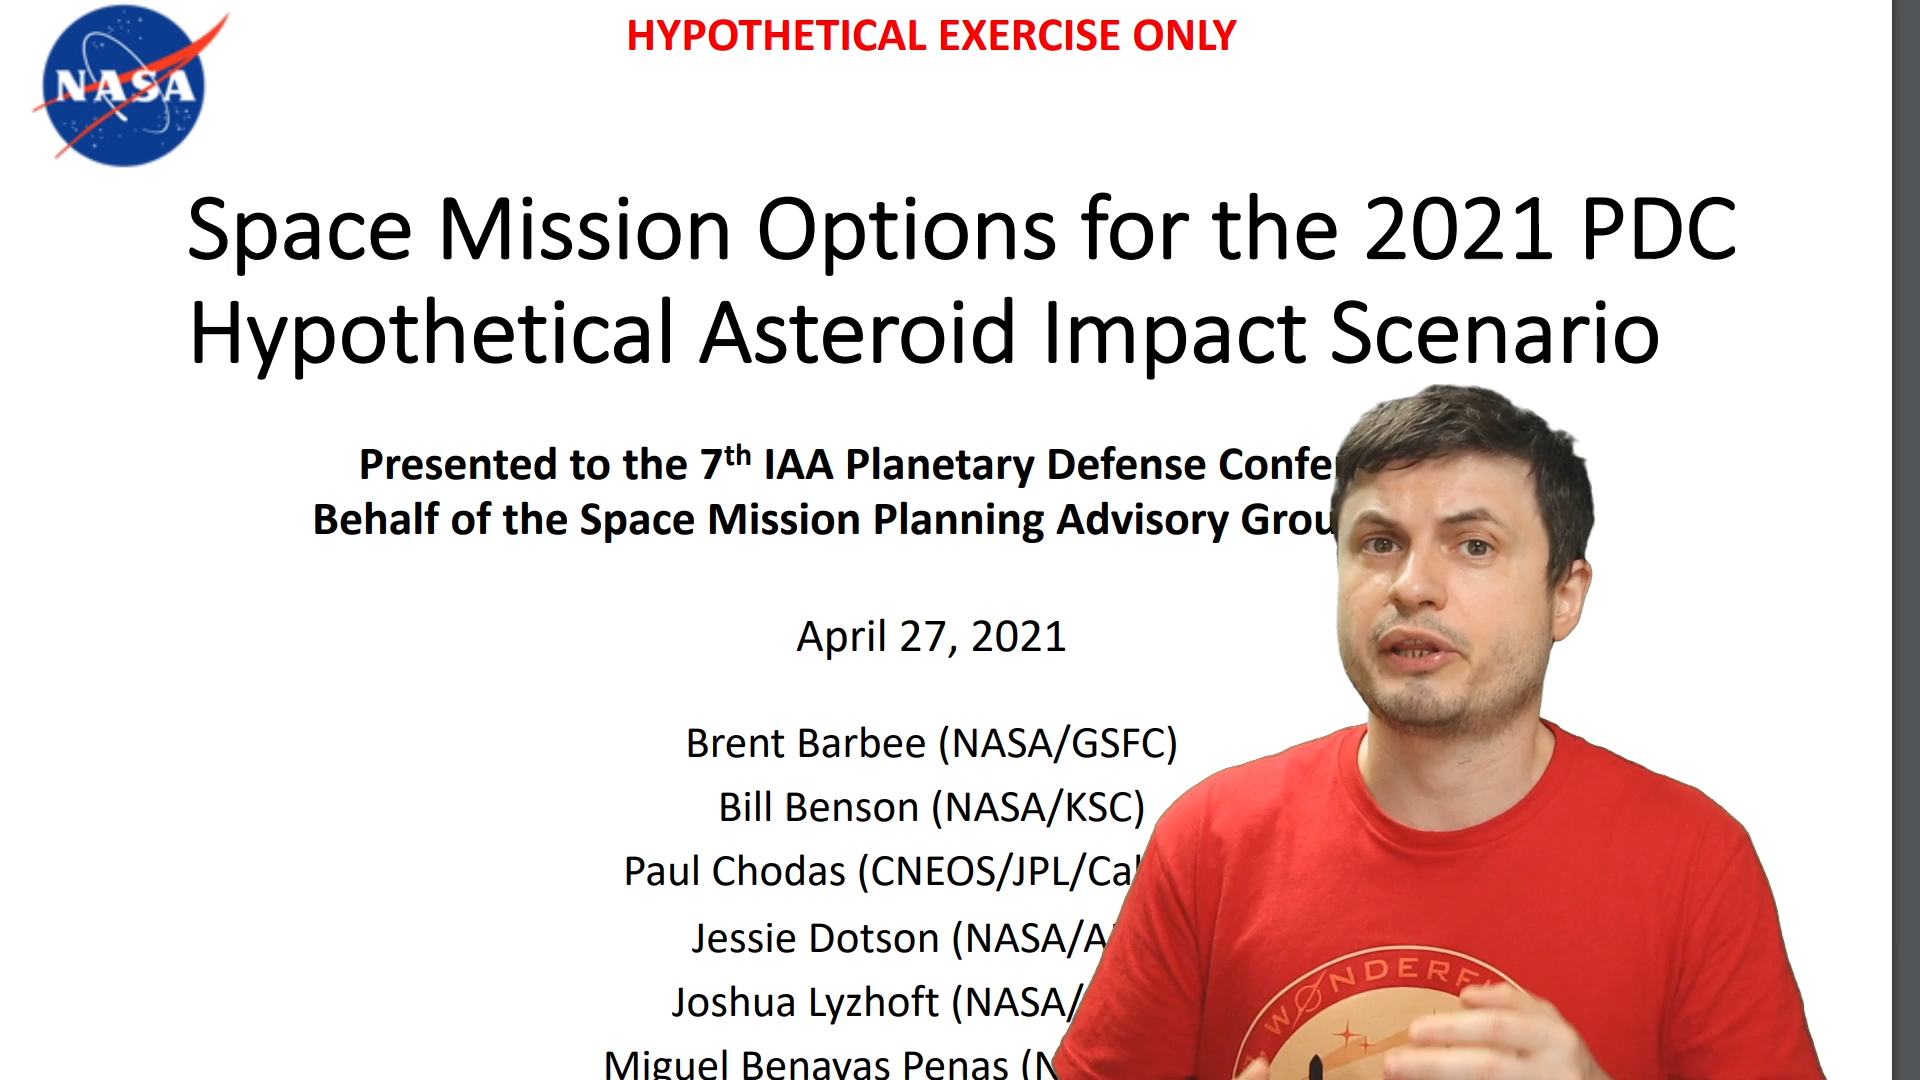 NASA
HYPOTHETICAL EXERCISE ONLY
Space Mission Options for the 2021 PDC
Hypothetical Asteroid Impact Scenario
Presented to the 7th IAA Planetary Defense Confe
Behalf of the Space Mission Planning Advisory Grou
April 27, 2021
Brent Barbee (NASA/GSFC)
Bill Benson (NASA/KSC)
Paul Chodas (CNEOS/JPL/Cal
Jessie Dotson (NASA/A
Joshua Lyzhoft (NASA/
Miguel Benavas Penas (N
WØNDERF